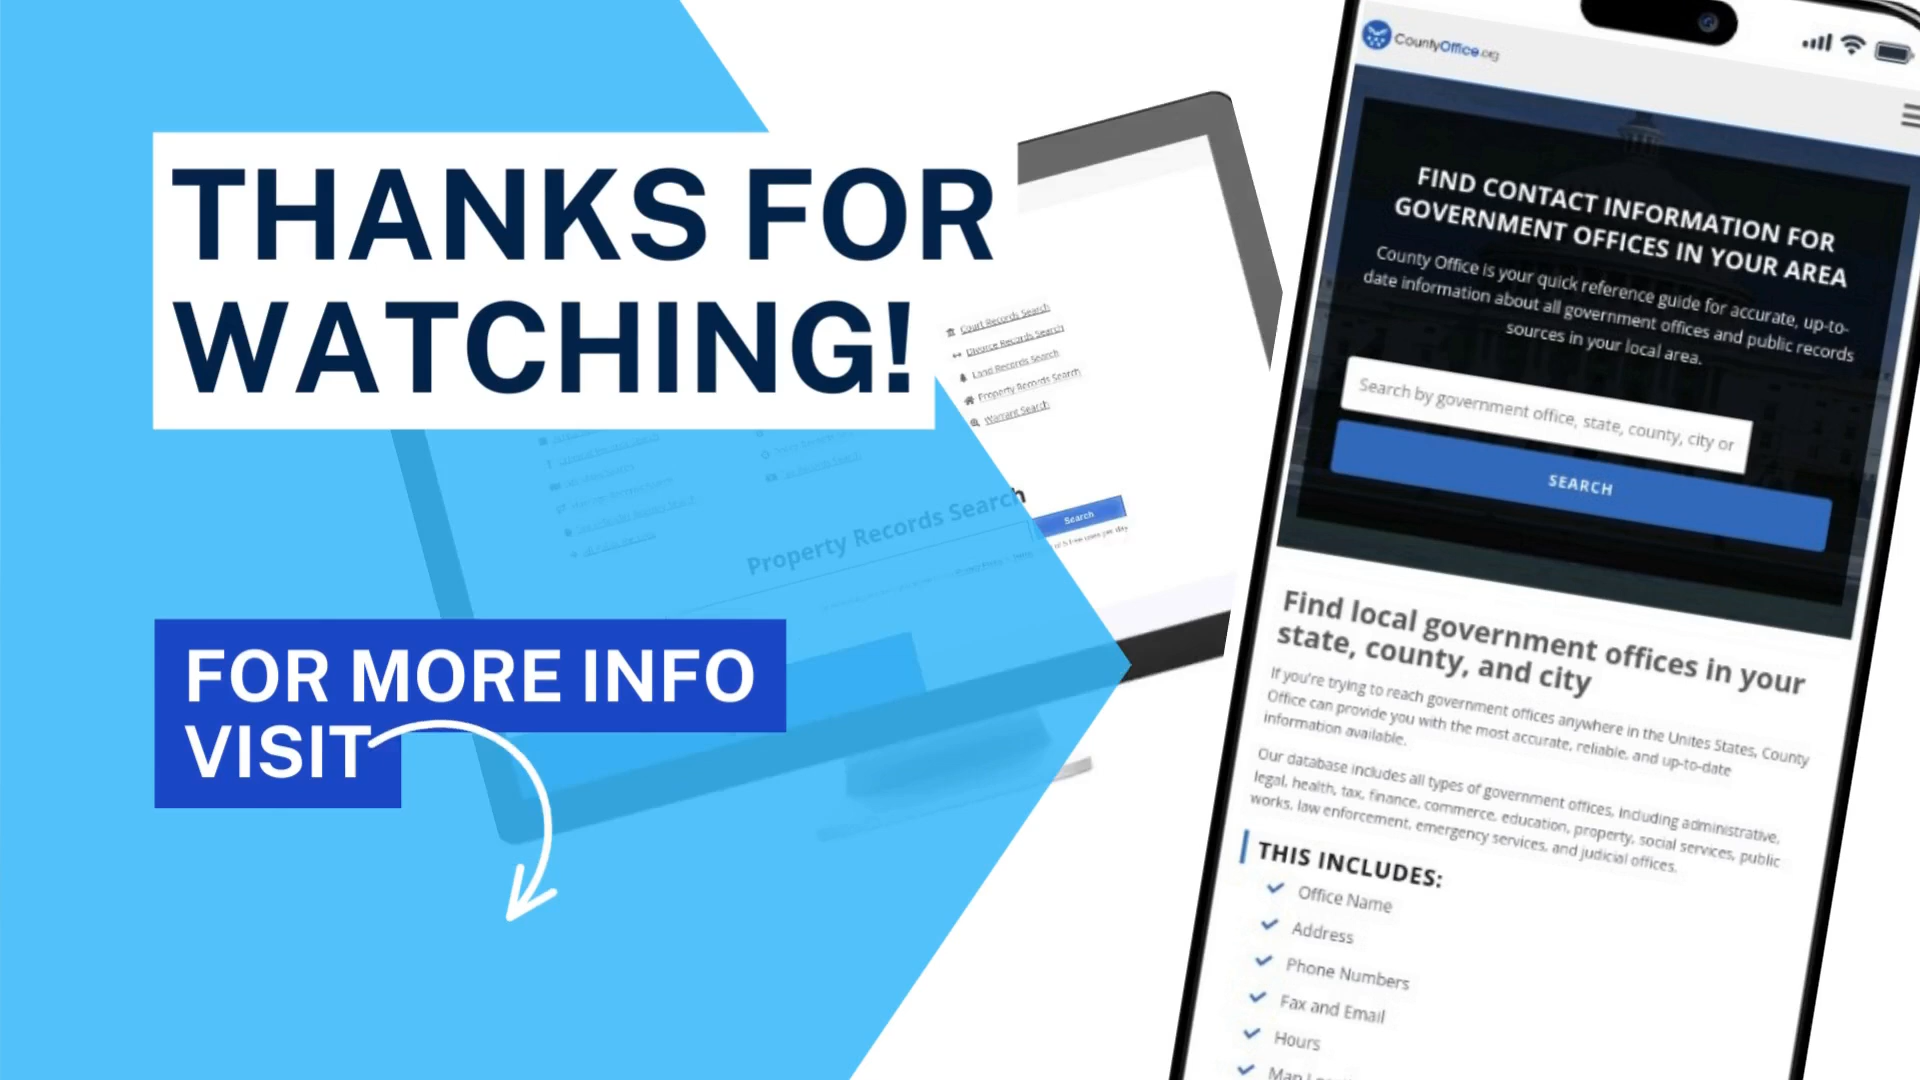 THANKS FOR
WATCHING!
FOR MORE INFO
VISIT
Court Records Search
Divorce Records Search
Land Records Search
Property Records Search
Warrant Search
Property Records Search
Search
CountyOffice.org
FIND CONTACT INFORMATION FOR
GOVERNMENT OFFICES IN YOUR AREA
County Office is your quick reference guide for accurate, up-to-
date information about all government offices and public records
sources in your local area.
Search by government office, state, county, city or
SEARCH
Find local government offices in your
state, county, and city
If you're trying to reach government offices anywhere in the Unites States, County
Office can provide you with the most accurate, reliable, and up-to-date
information available.
Our database includes all types of government offices, including administrative,
legal, health, tax, finance, commerce, education, property, social services, public
works, law enforcement, emergency services, and judicial offices.
THIS INCLUDES:
Office Name
Address
Phone Numbers
Fax and Email
Hours